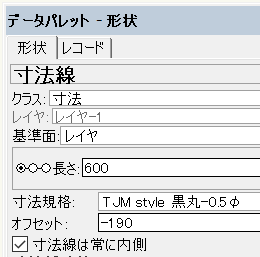 データパレット - 形状
形状 レコード
寸法線
クラス: 寸法
レイヤ: レイヤ-1
基準面: レイヤ
長さ: 600
寸法規格: TJM style 黒丸-0.5φ
オフセット: -190
寸法線は常に内側